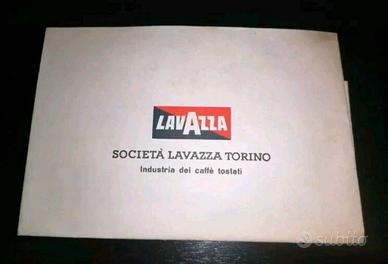 LAVAZZA
SOCIETÀ LAVAZZA TORINO
Industria dei caffè tostati
subito